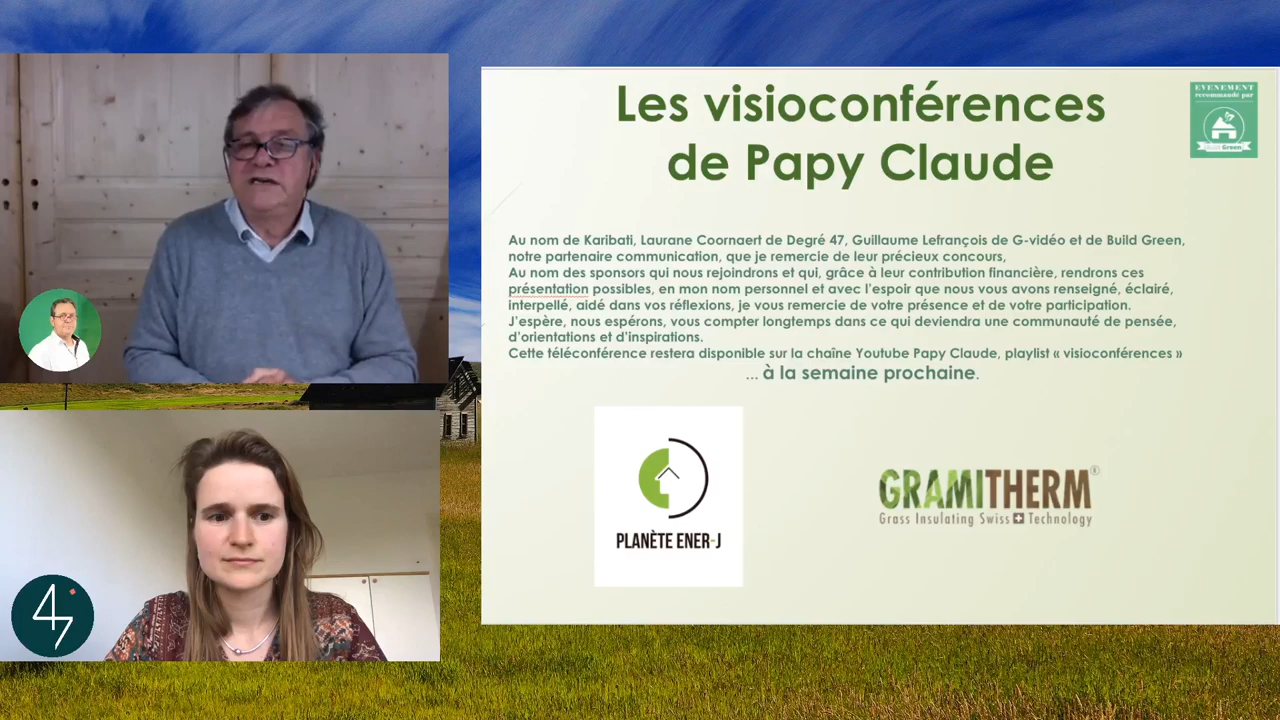 Les visioconférences
de Papy Claude
EVENEMENT
recommandé par
Build Green
Au nom de Karibati, Laurane Coornaert de Degré 47, Guillaume Lefrançois de G-vidéo et de Build Green,
notre partenaire communication, que je remercie de leur précieux concours,
Au nom des sponsors qui nous rejoindrons et qui, grâce à leur contribution financière, rendrons ces
présentation possibles, en mon nom personnel et avec l'espoir que nous vous avons renseigné, éclairé,
interpellé, aidé dans vos réflexions, je vous remercie de votre présence et de votre participation.
J'espère, nous espérons, vous compter longtemps dans ce qui deviendra une communauté de pensée,
d'orientations et d'inspirations.
Cette téléconférence restera disponible sur la chaîne Youtube Papy Claude, playlist « visioconférences »
... à la semaine prochaine.
PLANÈTE ENER-J
GRAMITHERM®
Grass Insulating Swiss Technology
47